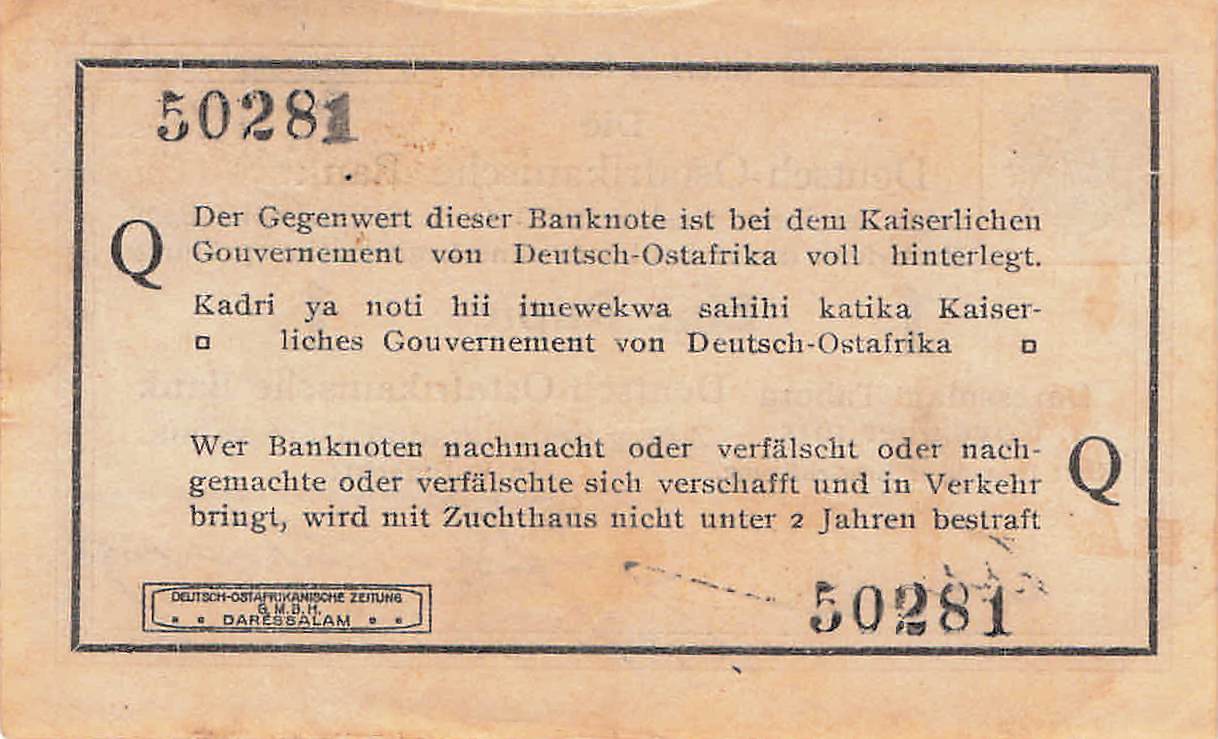 50281
Q
Der Gegenwert dieser Banknote ist bei dem Kaiserlichen
Gouvernement von Deutsch-Ostafrika voll hinterlegt.
Kadri ya noti hii imewekwa sahihi katika Kaiser-
liches Gouvernement von Deutsch-Ostafrika
Wer Banknoten nachmacht oder verfälscht oder nach-
gemachte oder verfälschte sich verschafft und in Verkehr
bringt, wird mit Zuchthaus nicht unter 2 Jahren bestraft
Q
DEUTSCH-OSTAFRIKANISCHE ZEITUNG
G. M. B. H.
DARESSALAM
50281